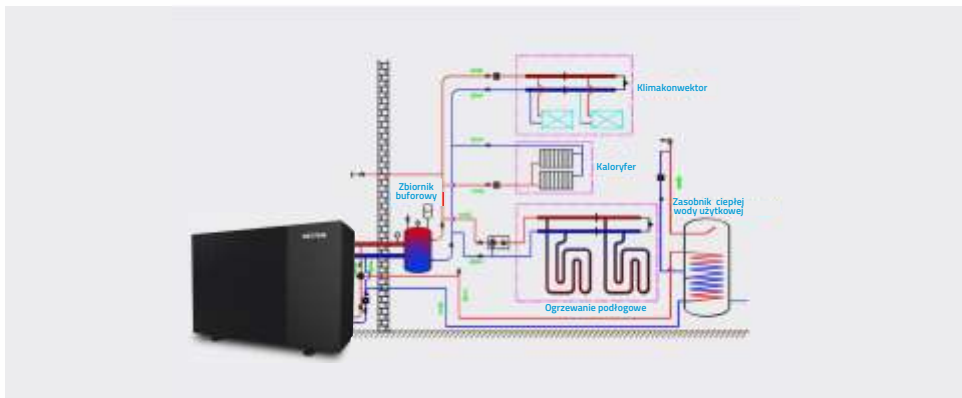 Klimakonwektor
Kaloryfer
Zbiornik
buforowy
Zasobnik ciepłej
wody użytkowej
Ogrzewanie podłogowe